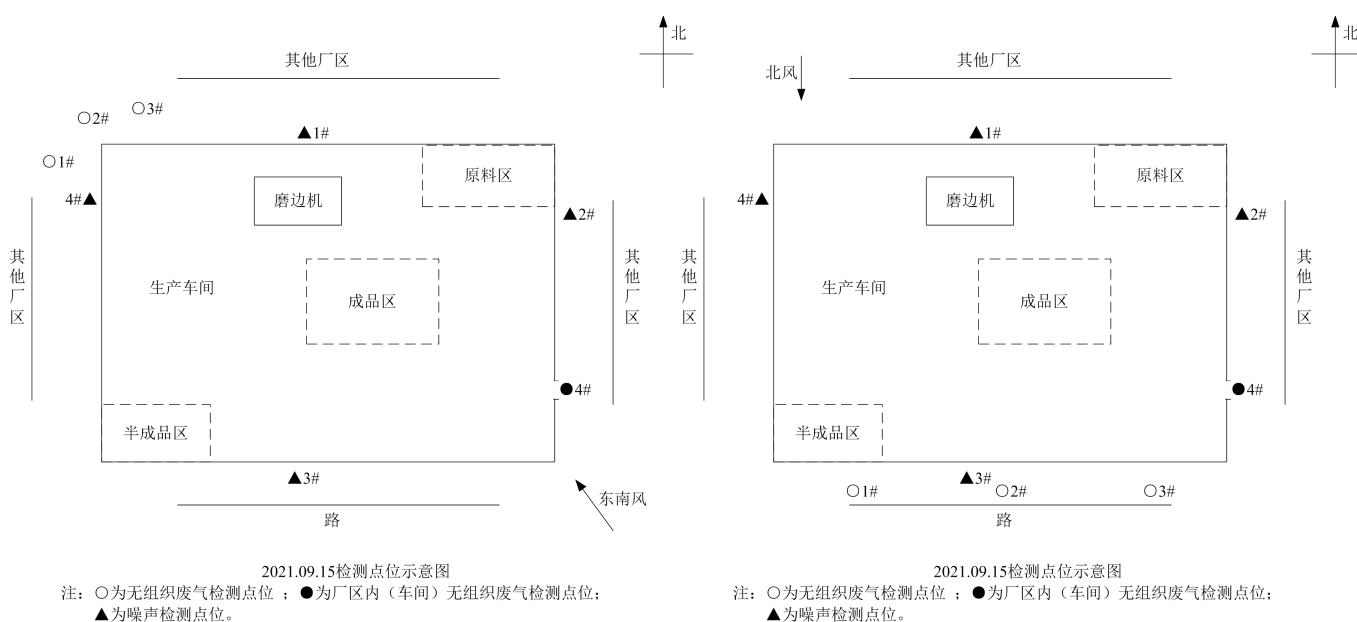 北
其他厂区
○3#
○2#
▲1#
○1#
原料区
磨边机
4#▲
▲2#
其他厂区
生产车间
成品区
其他厂区
●4#
半成品区
▲3#
东南风
路
2021.09.15检测点位示意图
注：○为无组织废气检测点位 ；●为厂区内（车间）无组织废气检测点位；
▲为噪声检测点位。
北
其他厂区
北风
▲1#
原料区
磨边机
4#▲
▲2#
其他厂区
生产车间
成品区
其他厂区
●4#
半成品区
▲3#
○1#
○2#
○3#
路
2021.09.15检测点位示意图
注：○为无组织废气检测点位 ；●为厂区内（车间）无组织废气检测点位；
▲为噪声检测点位。